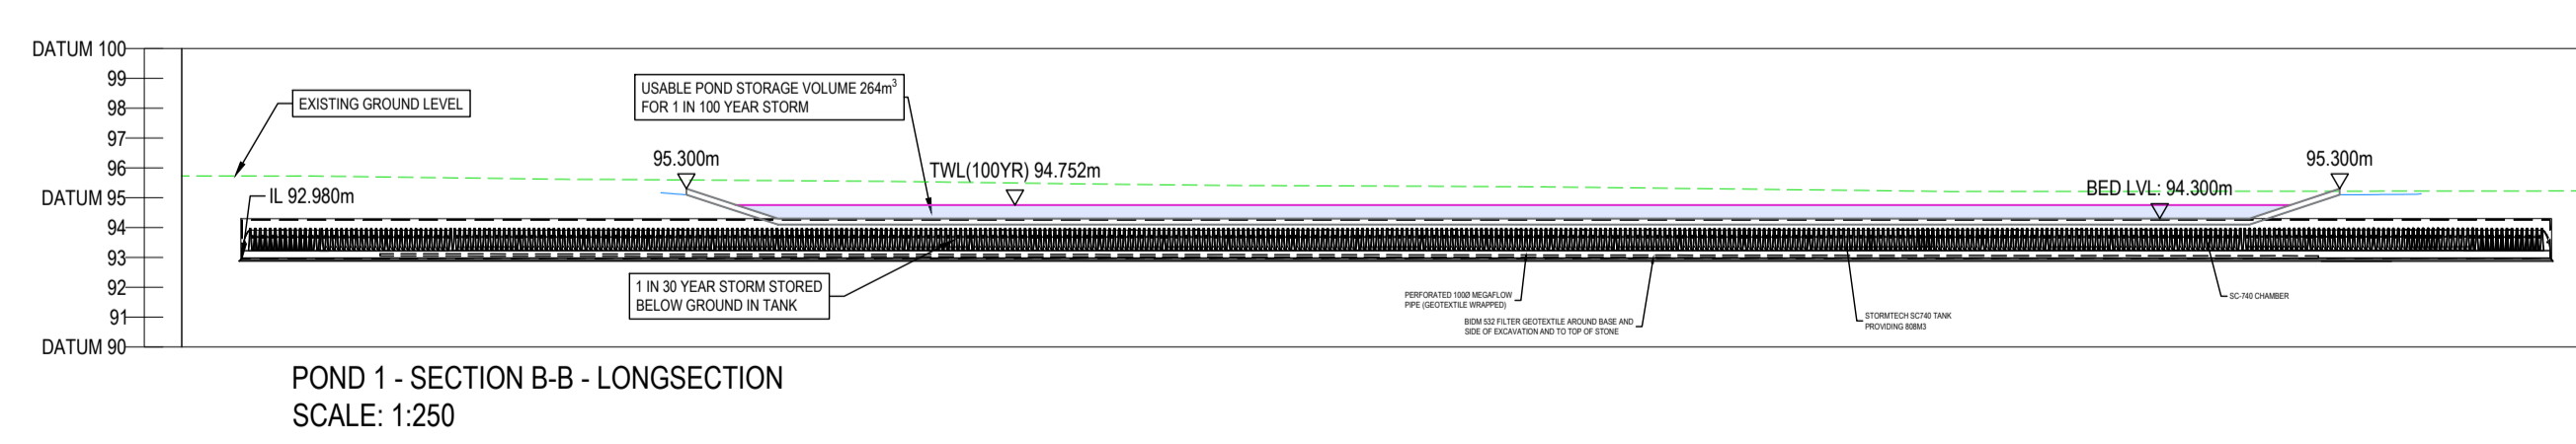 DATUM 100
99
98
97
96
DATUM 95
94
93
92
91
DATUM 90
EXISTING GROUND LEVEL
IL 92.980m
USABLE POND STORAGE VOLUME 264m³
FOR 1 IN 100 YEAR STORM
95.300m
TWL(100YR) 94.752m
BED LVL: 94.300m
95.300m
1 IN 30 YEAR STORM STORED
BELOW GROUND IN TANK
PERFORATED 100Ø MEGAFLOW
PIPE (GEOTEXTILE WRAPPED)
BIDM 532 FILTER GEOTEXTILE AROUND BASE AND
SIDE OF EXCAVATION AND TO TOP OF STONE
STORMTECH SC740 TANK
PROVIDING 808M3
SC-740 CHAMBER
POND 1 - SECTION B-B - LONGSECTION
SCALE: 1:250